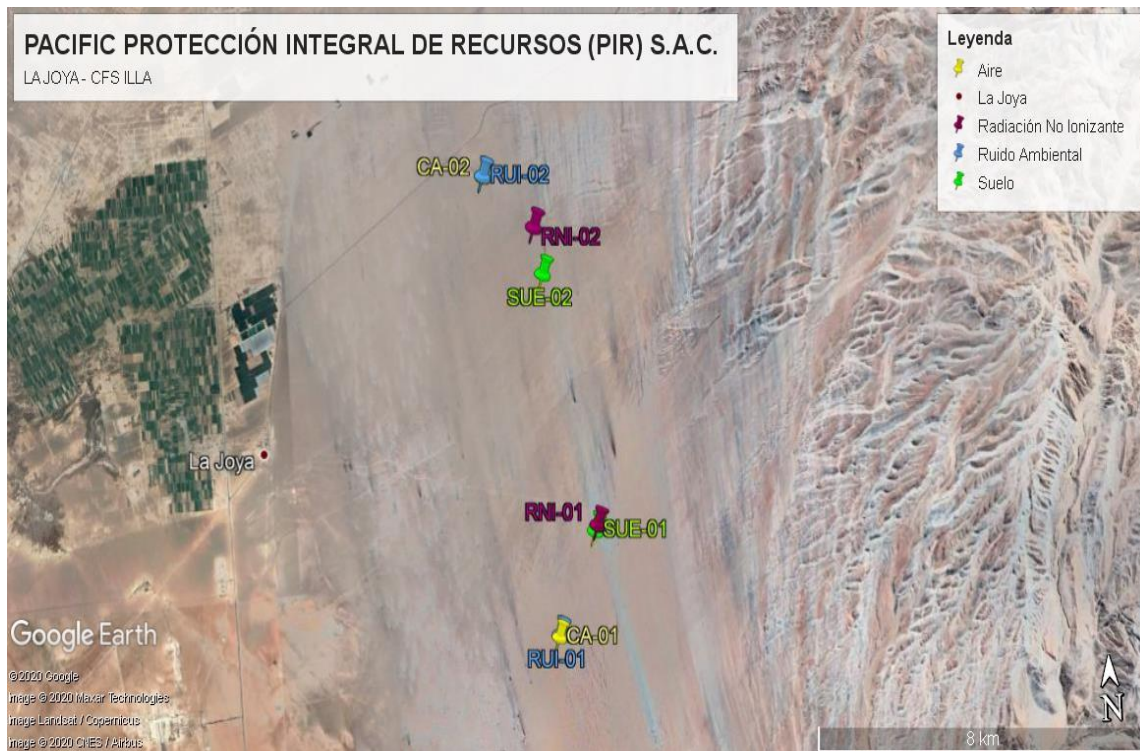 PACIFIC PROTECCIÓN INTEGRAL DE RECURSOS (PIR) S.A.C.
LA JOYA - CFS ILLA
Leyenda
Aire
La Joya
Radiación No Ionizante
Ruido Ambiental
Suelo
CA-02
RUI-02
RNI-02
SUE-02
La Joya
RNI-01
SUE-01
CA-01
RUI-01
Google Earth
©2020 Google
Image © 2020 Maxar Technologies
Image Landsat / Copernicus
Image © 2020 CNES / Airbus
N
8 km